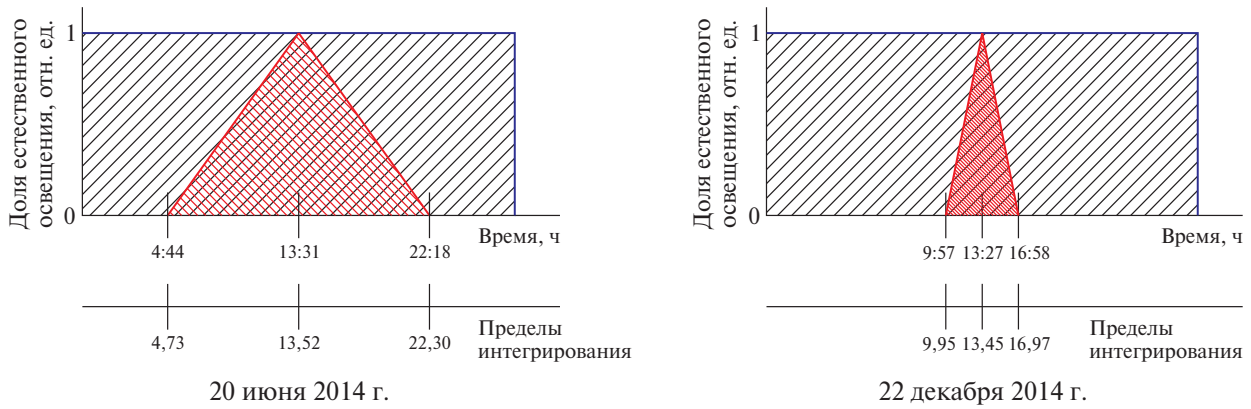 Доля естественного
освещения, отн. ед.
1
0
4:44 13:31 22:18
Время, ч
4,73 13,52 22,30
Пределы
интегрирования
20 июня 2014 г.
Доля естественного
освещения, отн. ед.
1
0
9:57 13:27 16:58
Время, ч
9,95 13,45 16,97
Пределы
интегрирования
22 декабря 2014 г.